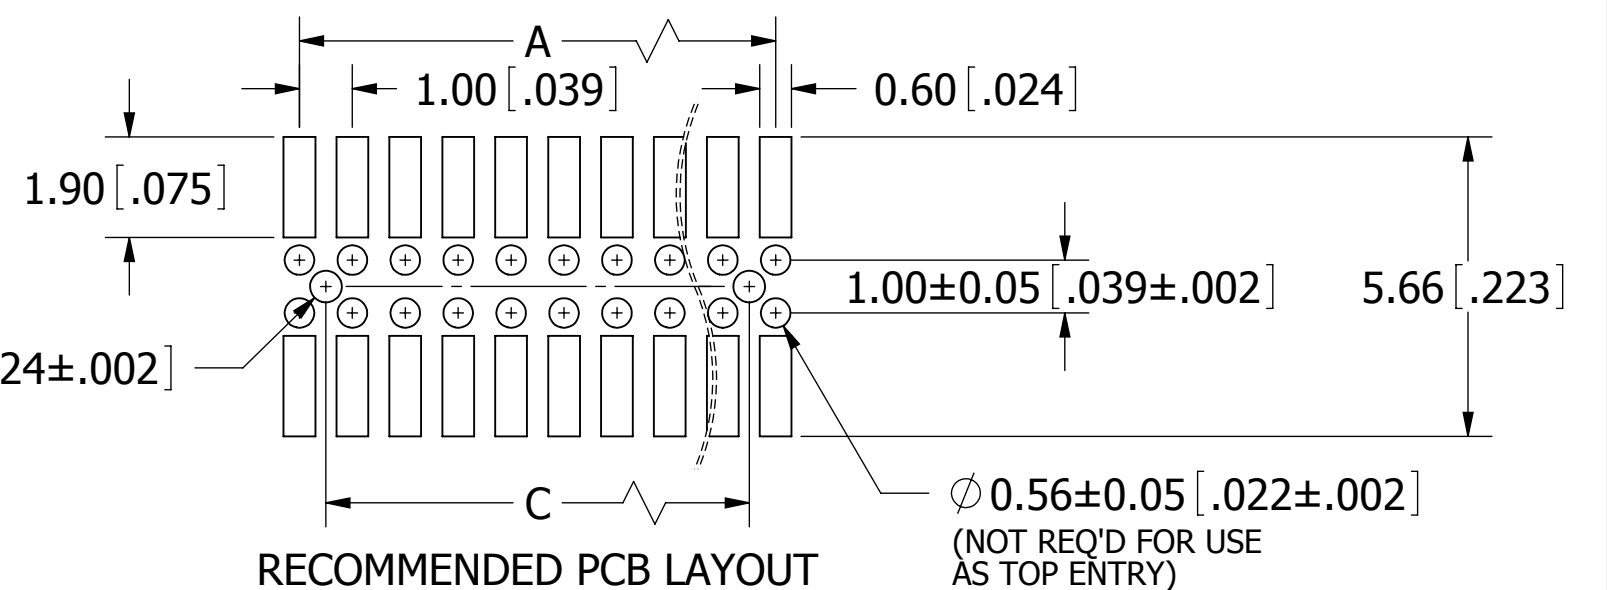 A
1.00 [.039]
0.60 [.024]
1.90 [.075]
1.00±0.05 [.039±.002]
5.66 [.223]
24±.002]
C
⌀ 0.56±0.05 [.022±.002]
(NOT REQ'D FOR USE
AS TOP ENTRY)
RECOMMENDED PCB LAYOUT